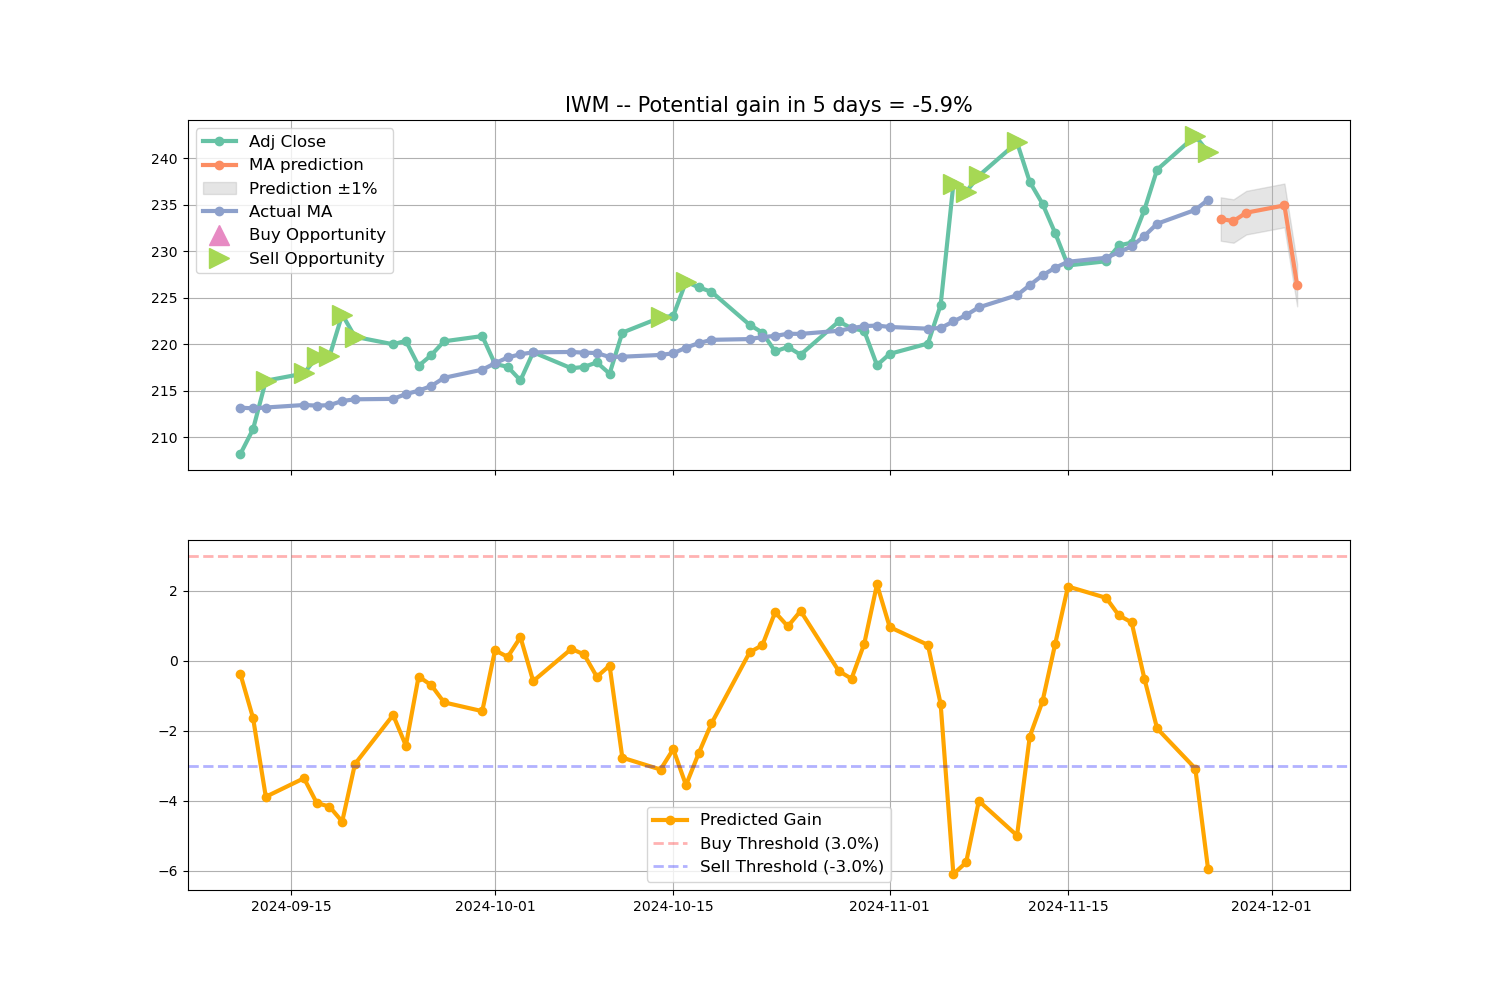 IWM -- Potential gain in 5 days = -5.9%
Adj Close
MA prediction
Prediction ±1%
Actual MA
Buy Opportunity
Sell Opportunity
240
235
230
225
220
215
210
2
0
−2
−4
−6
Predicted Gain
Buy Threshold (3.0%)
Sell Threshold (-3.0%)
2024-09-15 2024-10-01 2024-10-15 2024-11-01 2024-11-15 2024-12-01